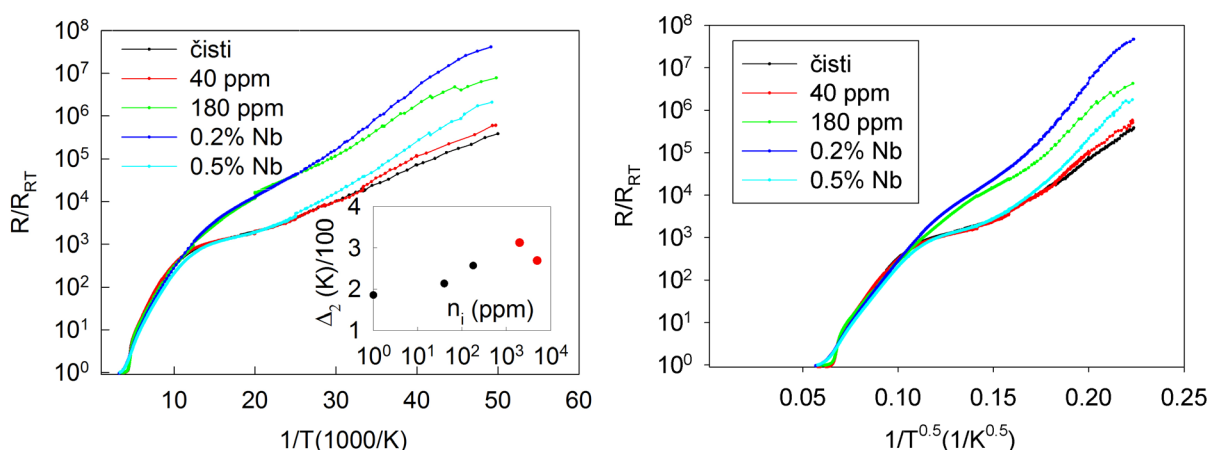 10⁸
10⁷
10⁶
10⁵
10⁴
10³
10²
10¹
10⁰
R/R_RT
čisti
40 ppm
180 ppm
0.2% Nb
0.5% Nb
4
3
2
1
Δ₂ (K)/100
n_i (ppm)
10⁰ 10¹ 10² 10³ 10⁴
10 20 30 40 50 60
1/T(1000/K)
10⁸
10⁷
10⁶
10⁵
10⁴
10³
10²
10¹
10⁰
R/R_RT
čisti
40 ppm
180 ppm
0.2% Nb
0.5% Nb
0.05 0.10 0.15 0.20 0.25
1/T^0.5(1/K^0.5)